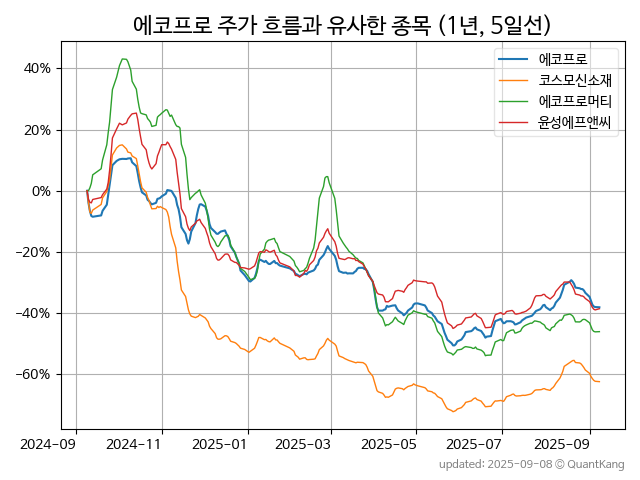 에코프로 주가 흐름과 유사한 종목 (1년, 5일선)
에코프로
코스모신소재
에코프로머티
윤성에프앤씨
40%
20%
0%
−20%
−40%
−60%
2024-09
2024-11
2025-01
2025-03
2025-05
2025-07
2025-09
updated: 2025-09-08 © QuantKang